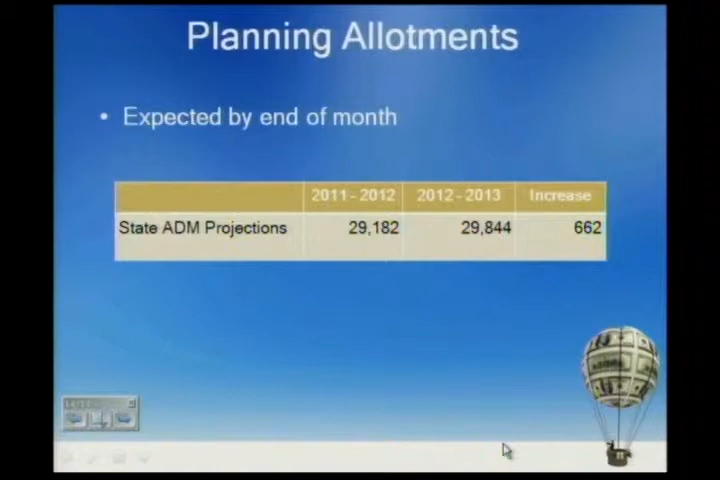 Planning Allotments
• Expected by end of month
2011 - 2012 2012 - 2013 Increase
State ADM Projections 29,182 29,844 662